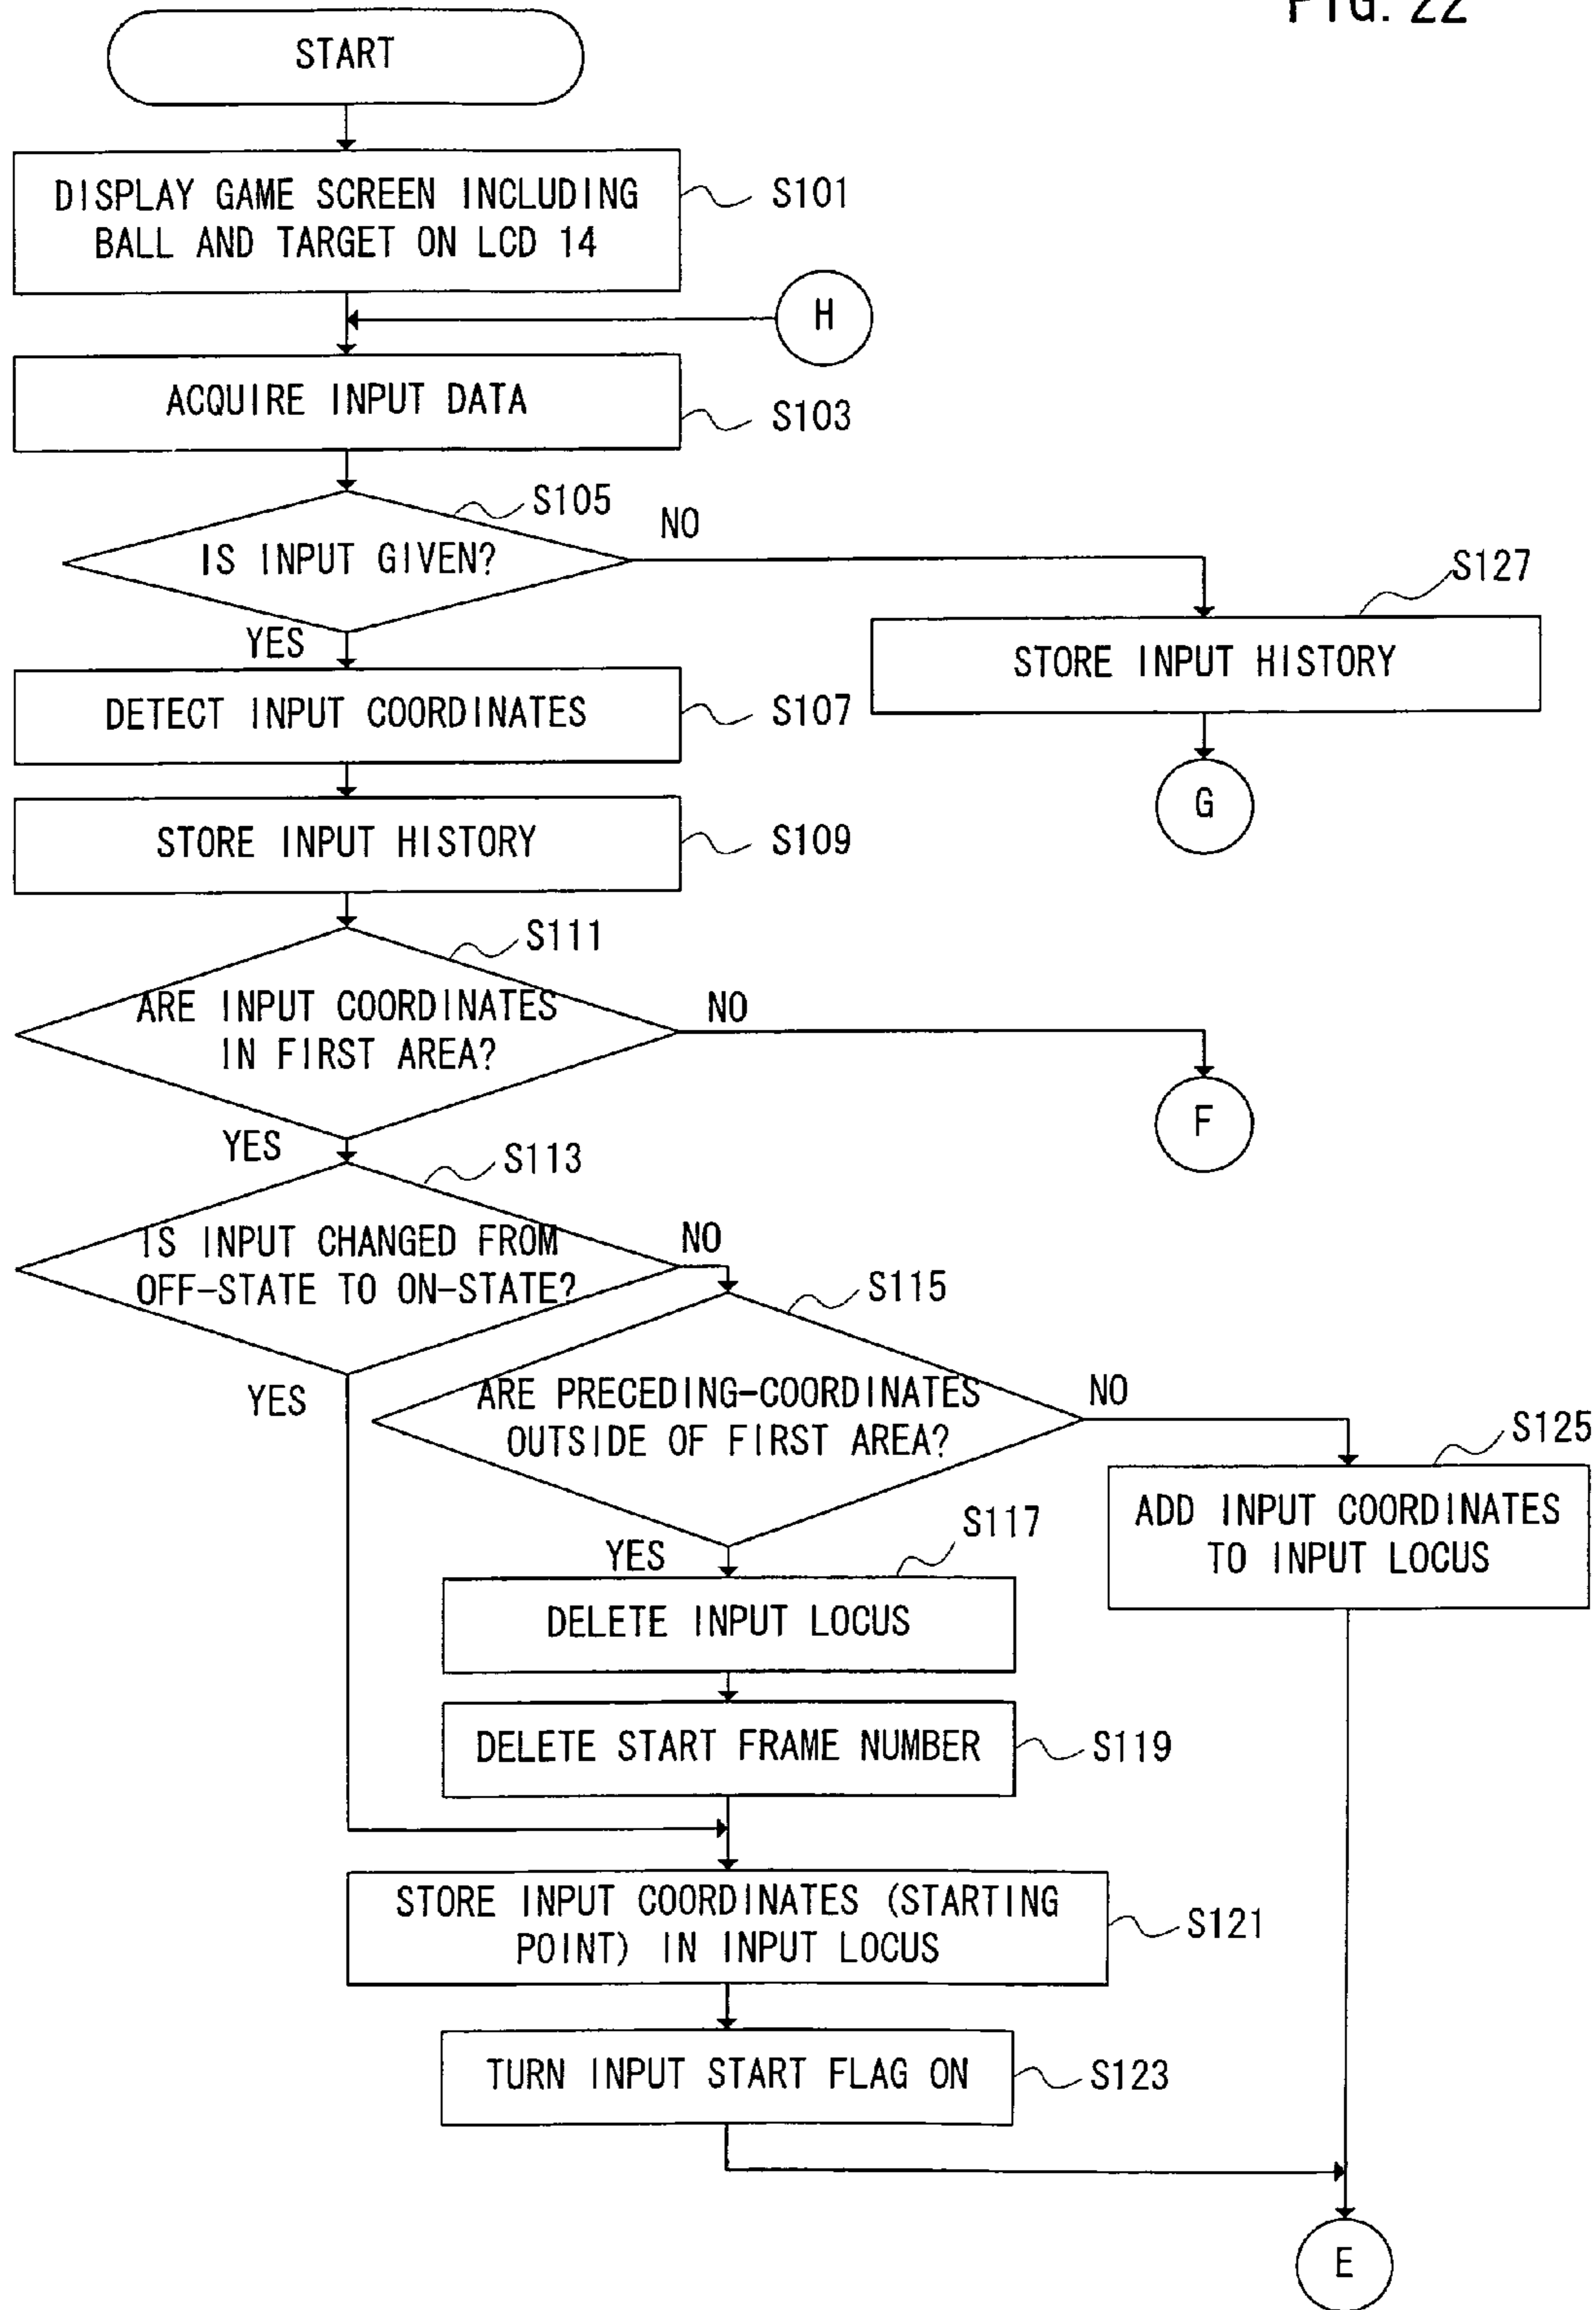 FIG. 22
START
DISPLAY GAME SCREEN INCLUDING
BALL AND TARGET ON LCD 14
S101
H
ACQUIRE INPUT DATA
S103
S105
IS INPUT GIVEN?
NO
YES
S127
STORE INPUT HISTORY
G
DETECT INPUT COORDINATES
S107
STORE INPUT HISTORY
S109
S111
ARE INPUT COORDINATES
IN FIRST AREA?
NO
F
YES
S113
IS INPUT CHANGED FROM
OFF-STATE TO ON-STATE?
NO
YES
S115
ARE PRECEDING-COORDINATES
OUTSIDE OF FIRST AREA?
NO
S125
ADD INPUT COORDINATES
TO INPUT LOCUS
YES
S117
DELETE INPUT LOCUS
DELETE START FRAME NUMBER
S119
STORE INPUT COORDINATES (STARTING
POINT) IN INPUT LOCUS
S121
TURN INPUT START FLAG ON
S123
E